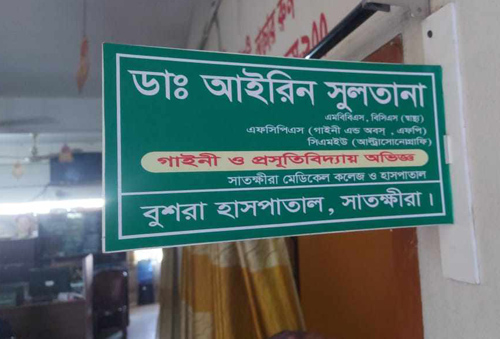 ডাঃ আইরিন সুলতানা
এমবিবিএস, বিসিএস (স্বাস্থ্য)
এফসিপিএস (গাইনী এন্ড অবস , এফপি)
সিএমইউ (আল্ট্রাসোনোগ্রাফি)
গাইনী ও প্রসূতিবিদ্যায় অভিজ্ঞ
সাতক্ষীরা মেডিকেল কলেজ ও হাসপাতাল
বুশরা হাসপাতাল, সাতক্ষীরা।